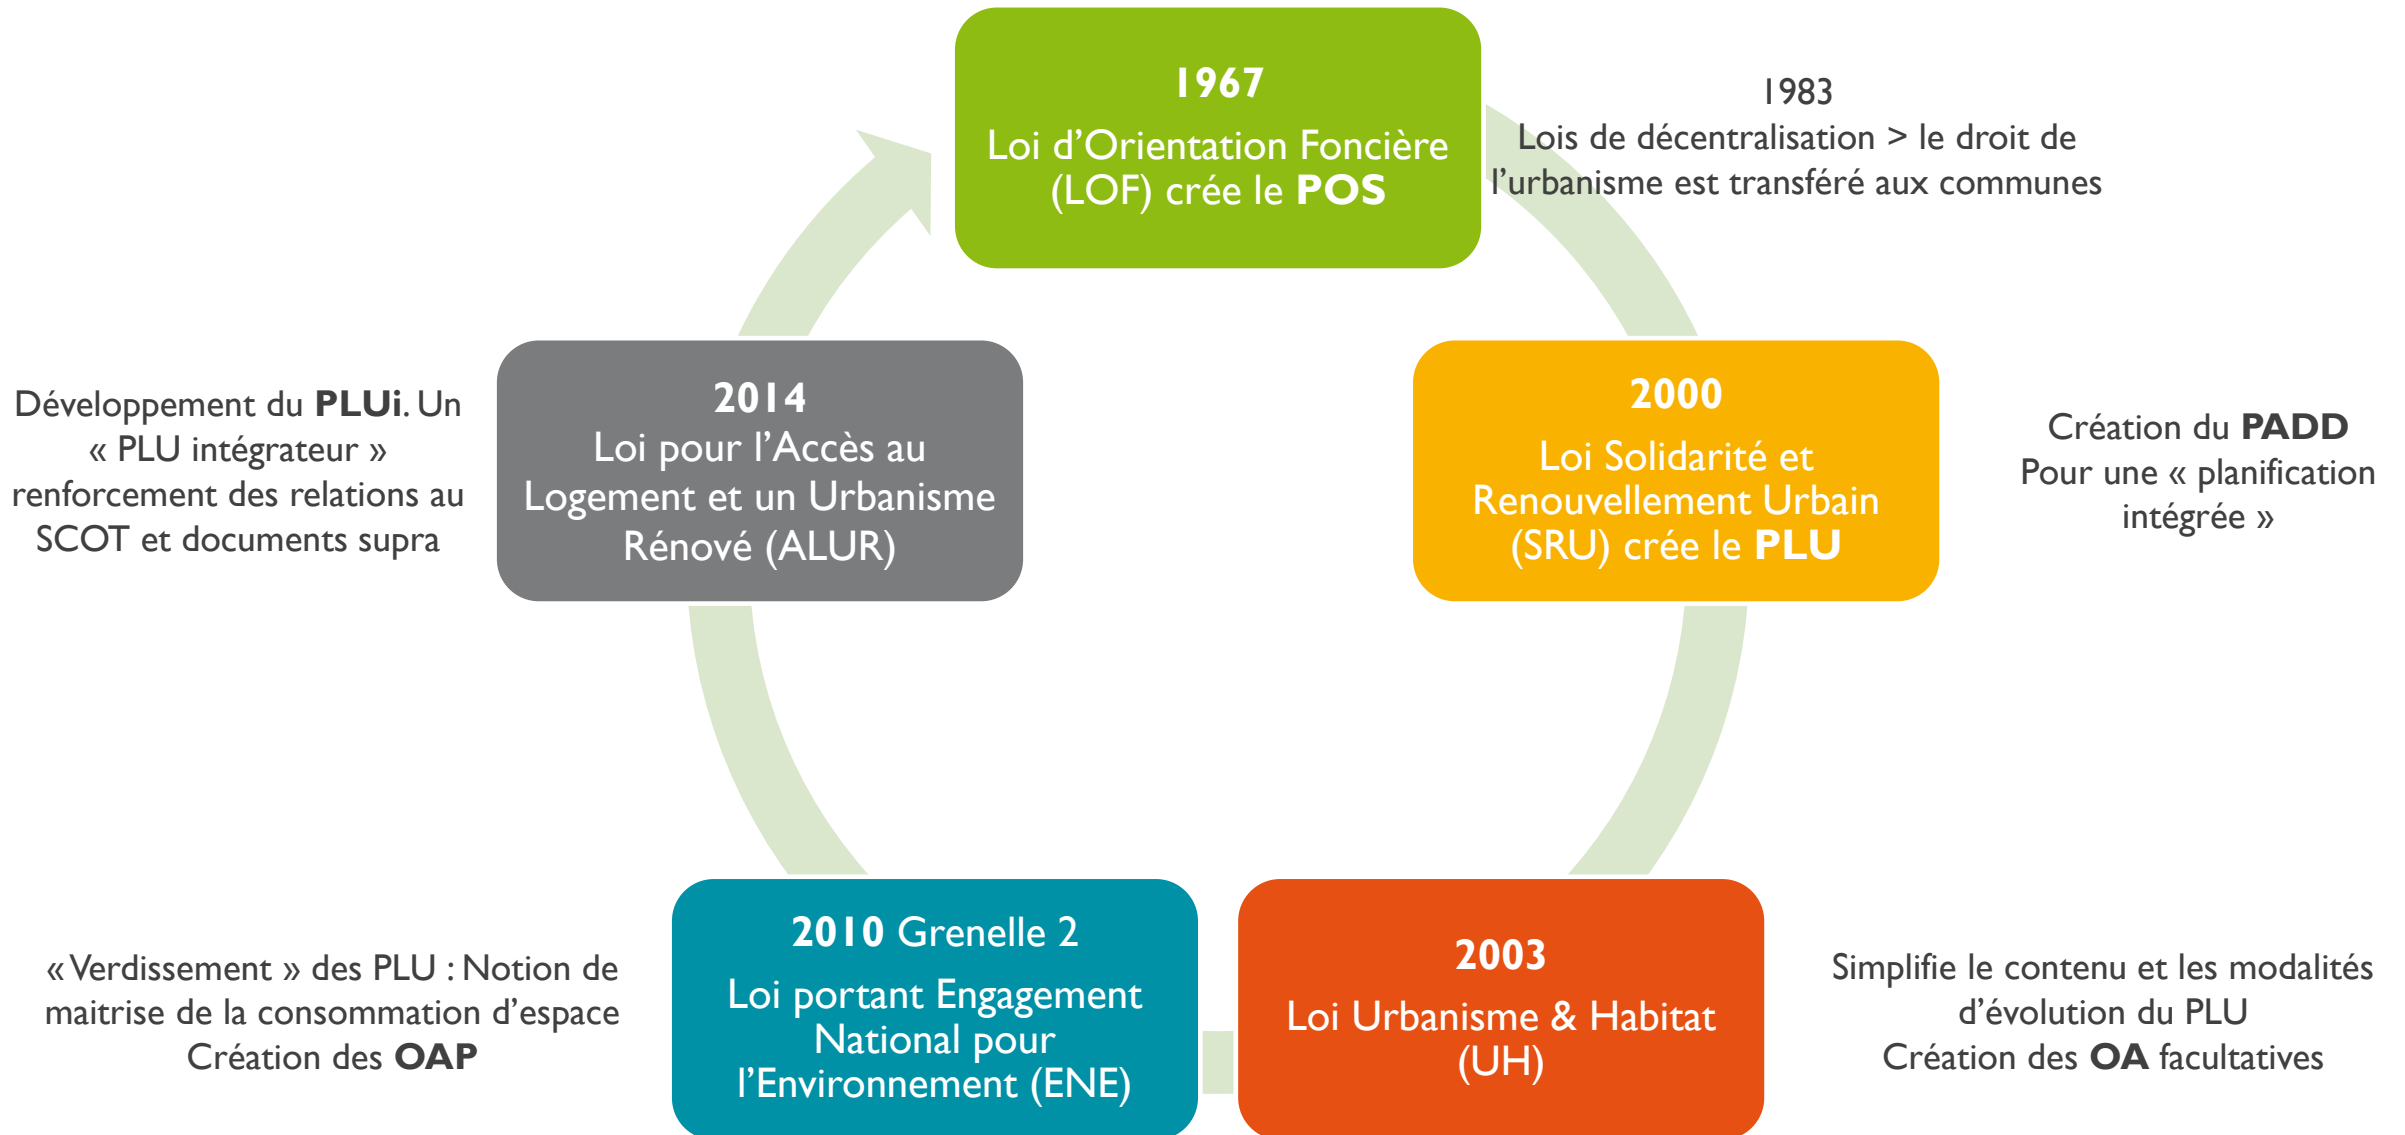 1967
Loi d’Orientation Foncière
(LOF) crée le POS
1983
Lois de décentralisation > le droit de
l’urbanisme est transféré aux communes
2000
Loi Solidarité et
Renouvellement Urbain
(SRU) crée le PLU
Création du PADD
Pour une « planification
intégrée »
2003
Loi Urbanisme & Habitat
(UH)
Simplifie le contenu et les modalités
d’évolution du PLU
Création des OA facultatives
2010 Grenelle 2
Loi portant Engagement
National pour
l’Environnement (ENE)
« Verdissement » des PLU : Notion de
maitrise de la consommation d’espace
Création des OAP
2014
Loi pour l’Accès au
Logement et un Urbanisme
Rénové (ALUR)
Développement du PLUi. Un
« PLU intégrateur »
renforcement des relations au
SCOT et documents supra